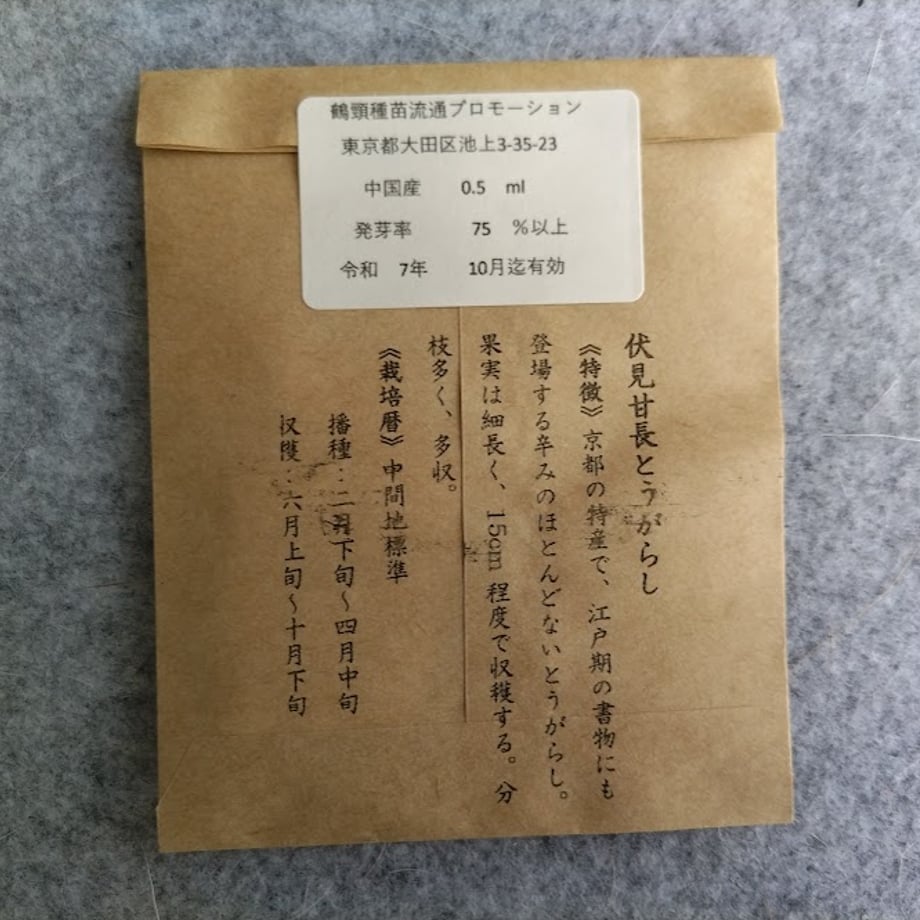 鶴頸種苗流通プロモーション
東京都大田区池上3-35-23
中国産 0.5 ml
発芽率 75 %以上
令和 7年 10月迄有効
伏見甘長とうがらし
《特徴》京都の特産で、江戸期の書物にも
登場する辛みのほとんどないとうがらし。
果実は細長く、15cm程度で収穫する。分
枝多く、多収。
《栽培暦》中間地標準
播種：二月下旬～四月中旬
収穫：六月上旬～十月下旬